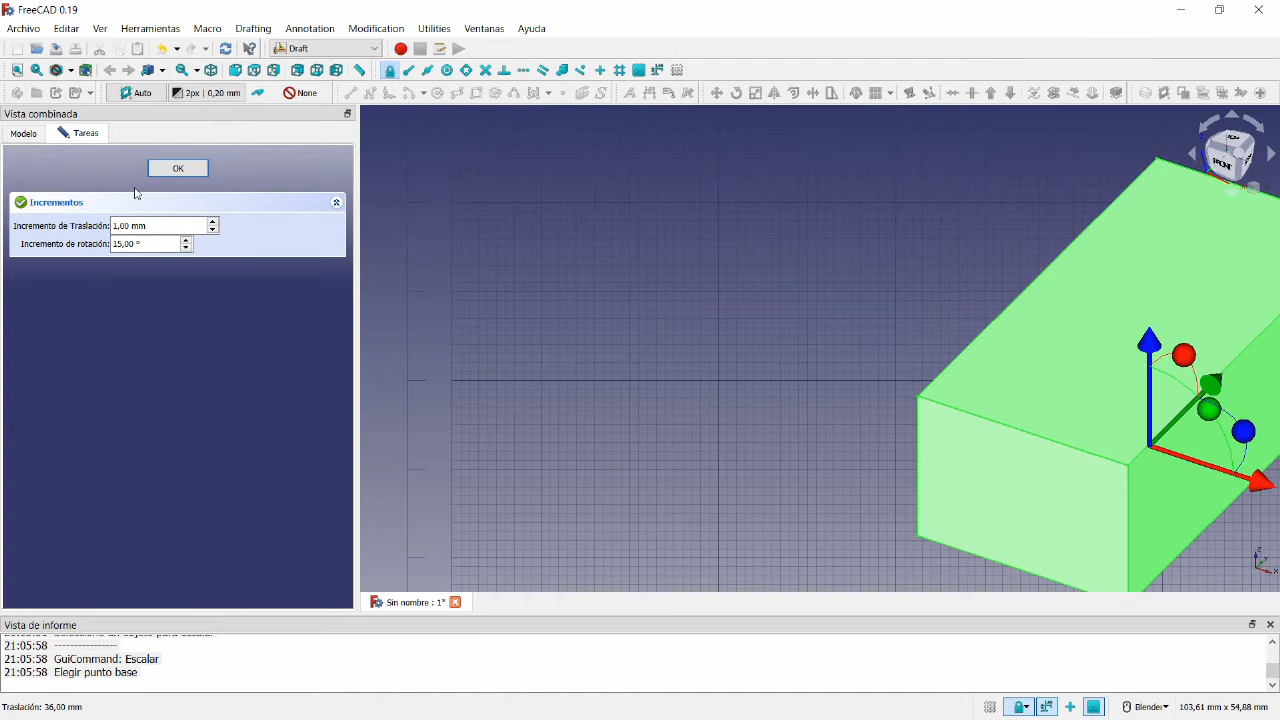 FreeCAD 0.19
Archivo Editar Ver Herramientas Macro Drafting Annotation Modification Utilities Ventanas Ayuda
Draft
Auto 2px | 0,20 mm None
Vista combinada
Modelo Tareas
OK
Incrementos
Incremento de Traslación: 1,00 mm
Incremento de rotación: 15,00 °
FRONT
Z
Y
X
Sin nombre : 1*
Vista de informe
21:05:58 ----------------
21:05:58 GuiCommand: Escalar
21:05:58 Elegir punto base
Traslación: 36,00 mm
Blender 103,61 mm x 54,88 mm